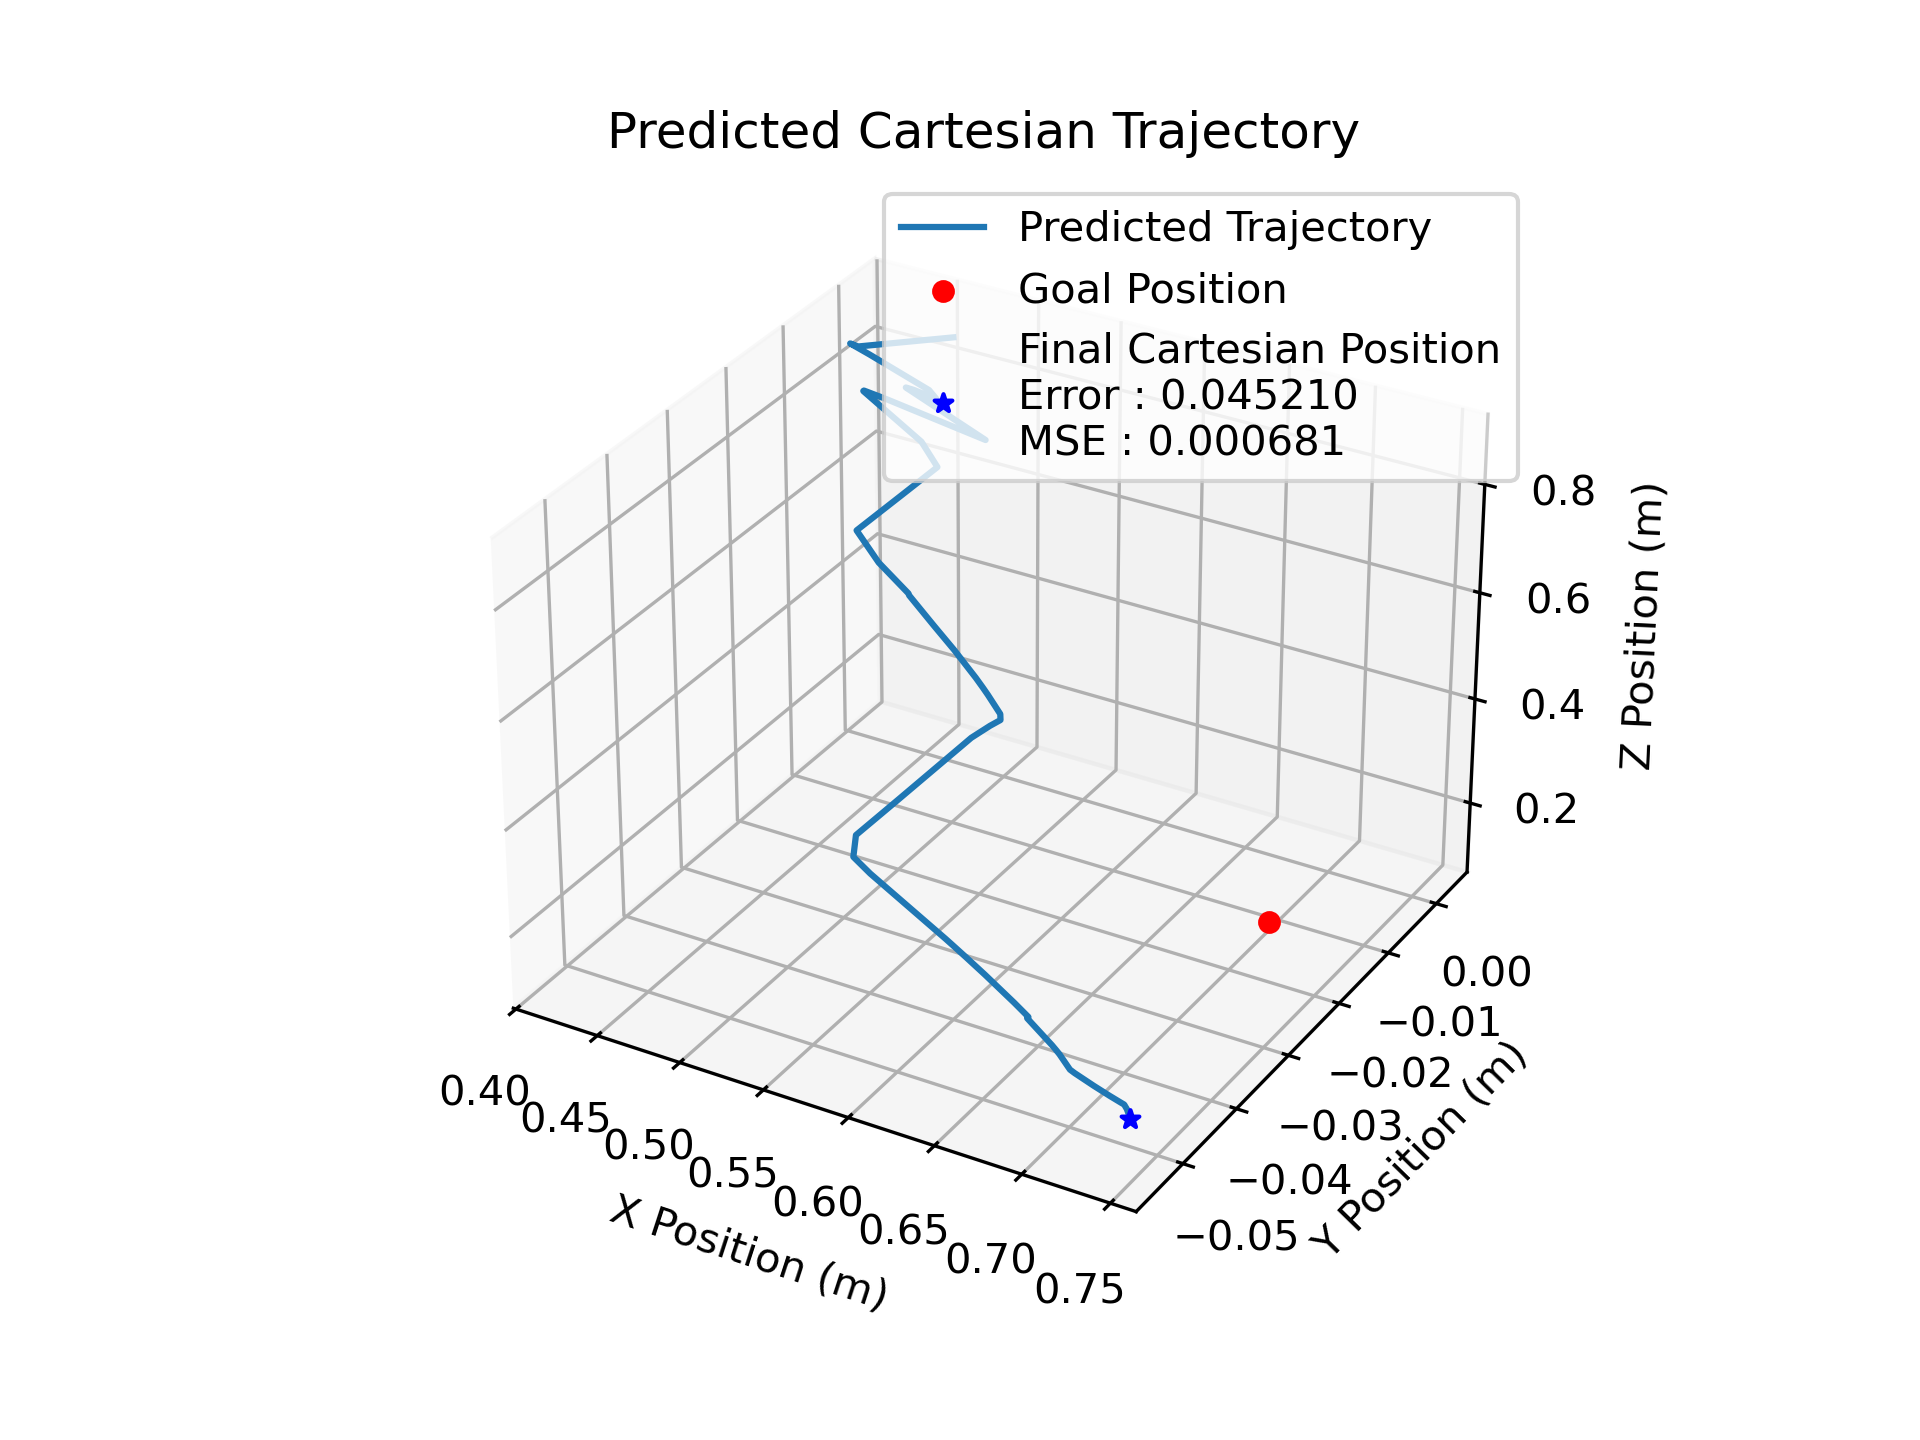 Predicted Cartesian Trajectory
Predicted Trajectory
Goal Position
Final Cartesian Position
Error : 0.045210
MSE : 0.000681
0.8
0.6
0.4
0.2
Z Position (m)
0.00
−0.01
−0.02
−0.03
−0.04
−0.05
Y Position (m)
0.40
0.45
0.50
0.55
0.60
0.65
0.70
0.75
X Position (m)